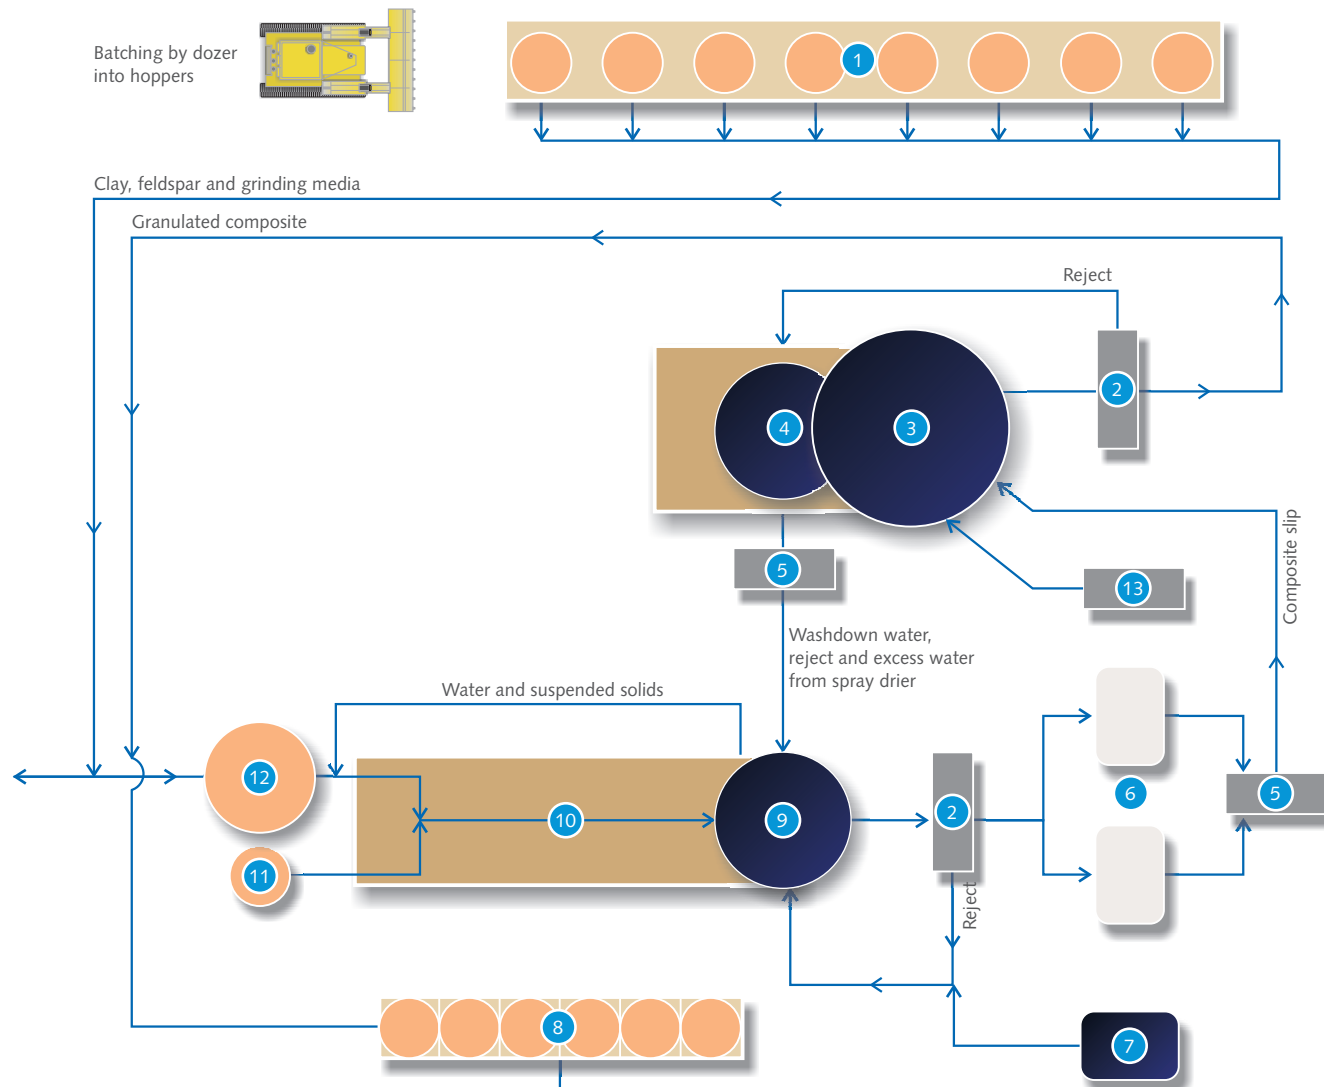 Batching by dozer
into hoppers
1
Clay, feldspar and grinding media
Granulated composite
Reject
2
4
3
5
13
Composite slip
Washdown water,
reject and excess water
from spray drier
Water and suspended solids
12
10
9
2
6
5
11
Reject
8
7